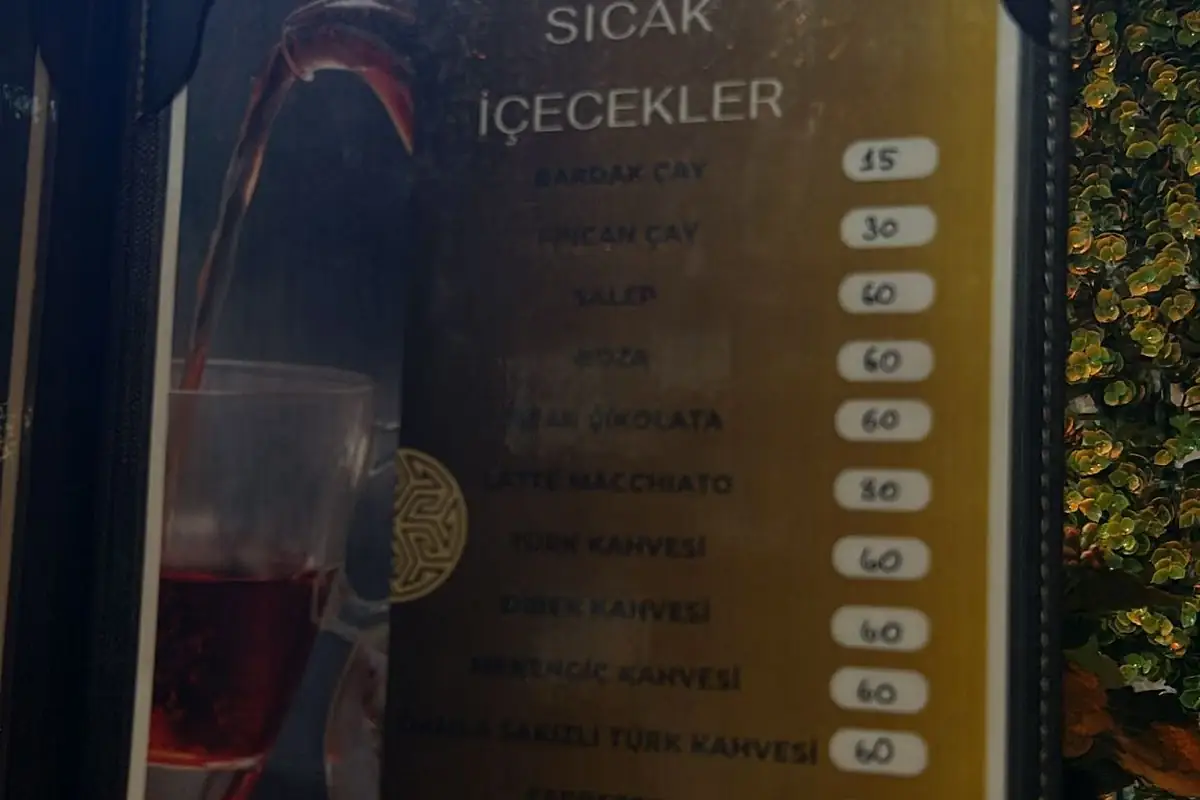 SICAK
İÇECEKLER
BARDAK ÇAY 15
FİNCAN ÇAY 30
SALEP 60
60
ÇİKOLATA 60
LATTE MACCHIATO 80
TÜRK KAHVESİ 60
DİBEK KAHVESİ 60
MENENGİÇ KAHVESİ 60
DAMLA SAKIZLI TÜRK KAHVESİ 60